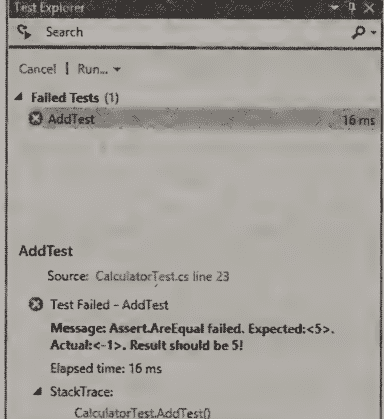 Test Explorer
Search
Cancel | Run...
Failed Tests (1)
AddTest 16 ms
AddTest
Source: CalculatorTest.cs line 23
Test Failed - AddTest
Message: Assert.AreEqual failed. Expected:<5>.
Actual:<-1>. Result should be 5!
Elapsed time: 16 ms
StackTrace:
CalculatorTest.AddTest()